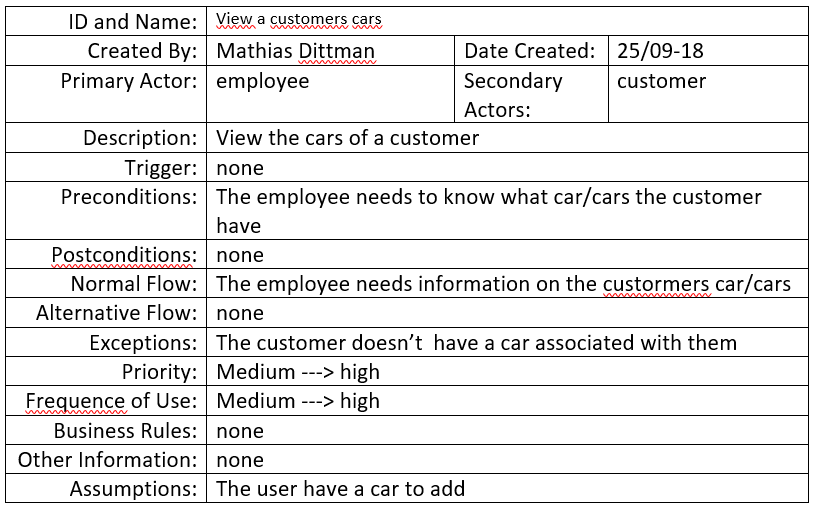 ID and Name: View a customers cars
Created By: Mathias Dittman Date Created: 25/09-18
Primary Actor: employee Secondary Actors: customer
Description: View the cars of a customer
Trigger: none
Preconditions: The employee needs to know what car/cars the customer
have
Postconditions: none
Normal Flow: The employee needs information on the custormers car/cars
Alternative Flow: none
Exceptions: The customer doesn’t  have a car associated with them
Priority: Medium ---> high
Frequence of Use: Medium ---> high
Business Rules: none
Other Information: none
Assumptions: The user have a car to add